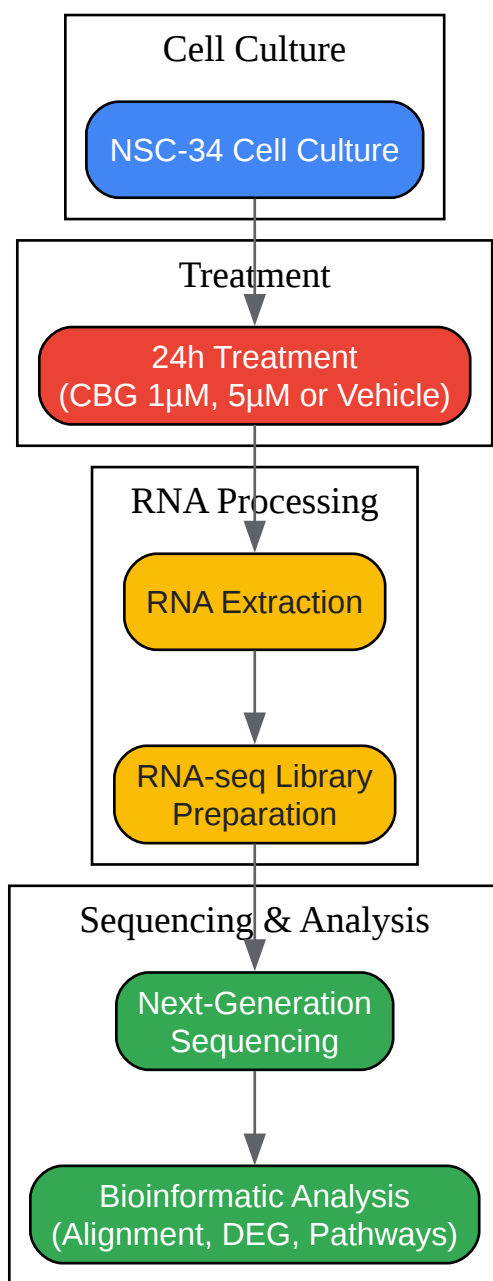 Cell Culture
NSC-34 Cell Culture
Treatment
24h Treatment
(CBG 1µM, 5µM or Vehicle)
RNA Processing
RNA Extraction
RNA-seq Library
Preparation
Sequencing & Analysis
Next-Generation
Sequencing
Bioinformatic Analysis
(Alignment, DEG, Pathways)